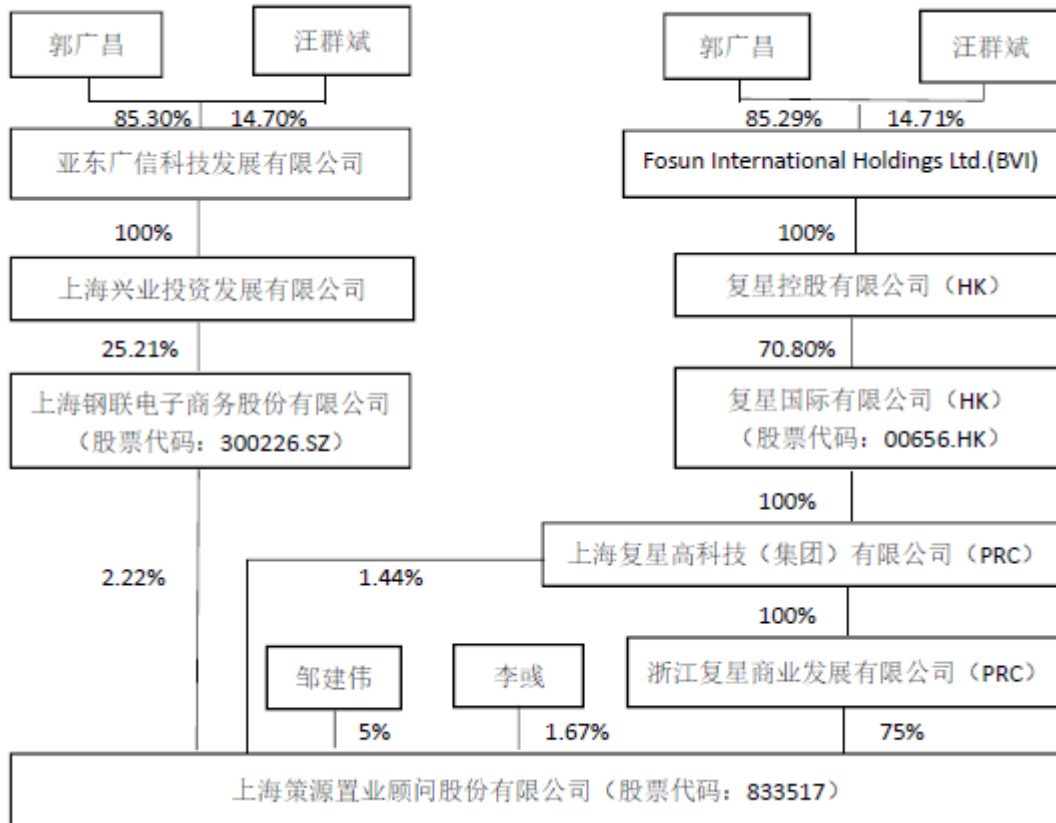 郭广昌
汪群斌
郭广昌
汪群斌
85.30%
14.70%
85.29%
14.71%
亚东广信科技发展有限公司
Fosun International Holdings Ltd.(BVI)
100%
100%
上海兴业投资发展有限公司
复星控股有限公司（HK）
25.21%
70.80%
上海钢联电子商务股份有限公司
（股票代码：300226.SZ）
复星国际有限公司（HK）
（股票代码：00656.HK）
100%
上海复星高科技（集团）有限公司（PRC）
2.22%
1.44%
100%
邹建伟
李彧
浙江复星商业发展有限公司（PRC）
5%
1.67%
75%
上海策源置业顾问股份有限公司（股票代码：833517）